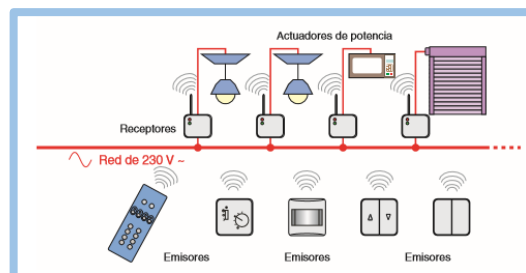 Actuadores de potencia
Receptores
Red de 230 V ~
Emisores
Emisores
Emisores